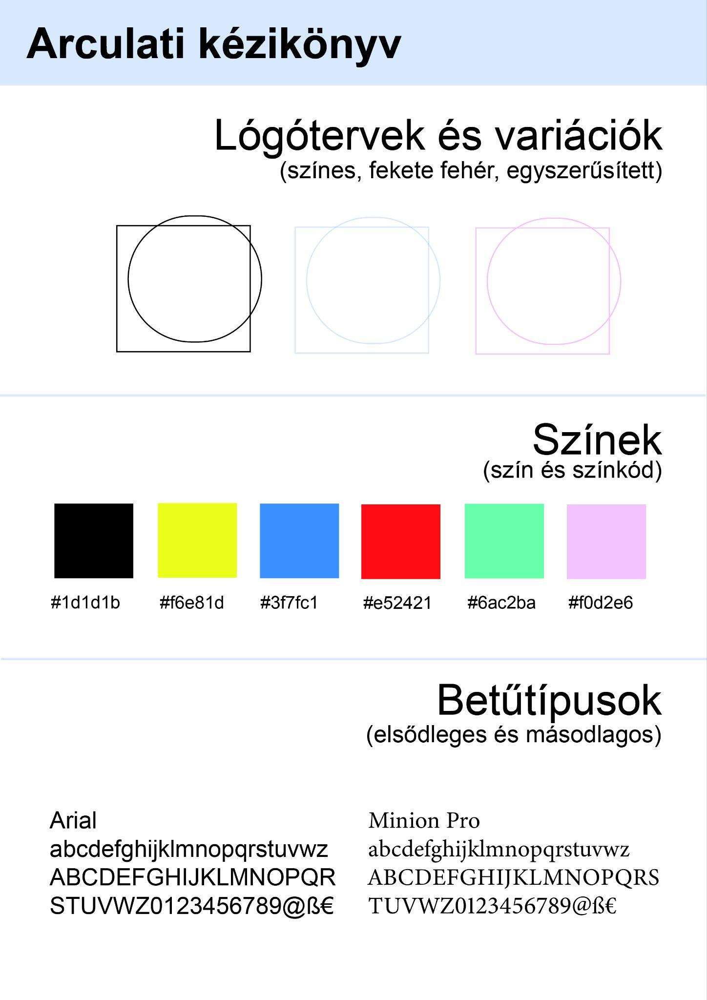 Arculati kézikönyv
Lógótervek és variációk
(színes, fekete fehér, egyszerűsített)
Színek
(szín és színkód)
#1d1d1b #f6e81d #3f7fc1 #e52421 #6ac2ba #f0d2e6
Betűtípusok
(elsődleges és másodlagos)
Arial
abcdefghijklmnopqrstuvwz
ABCDEFGHIJKLMNOPQR
STUVWZ0123456789@ß€
Minion Pro
abcdefghijklmnopqrstuvwz
ABCDEFGHIJKLMNOPQRS
TUVWZ0123456789@ß€